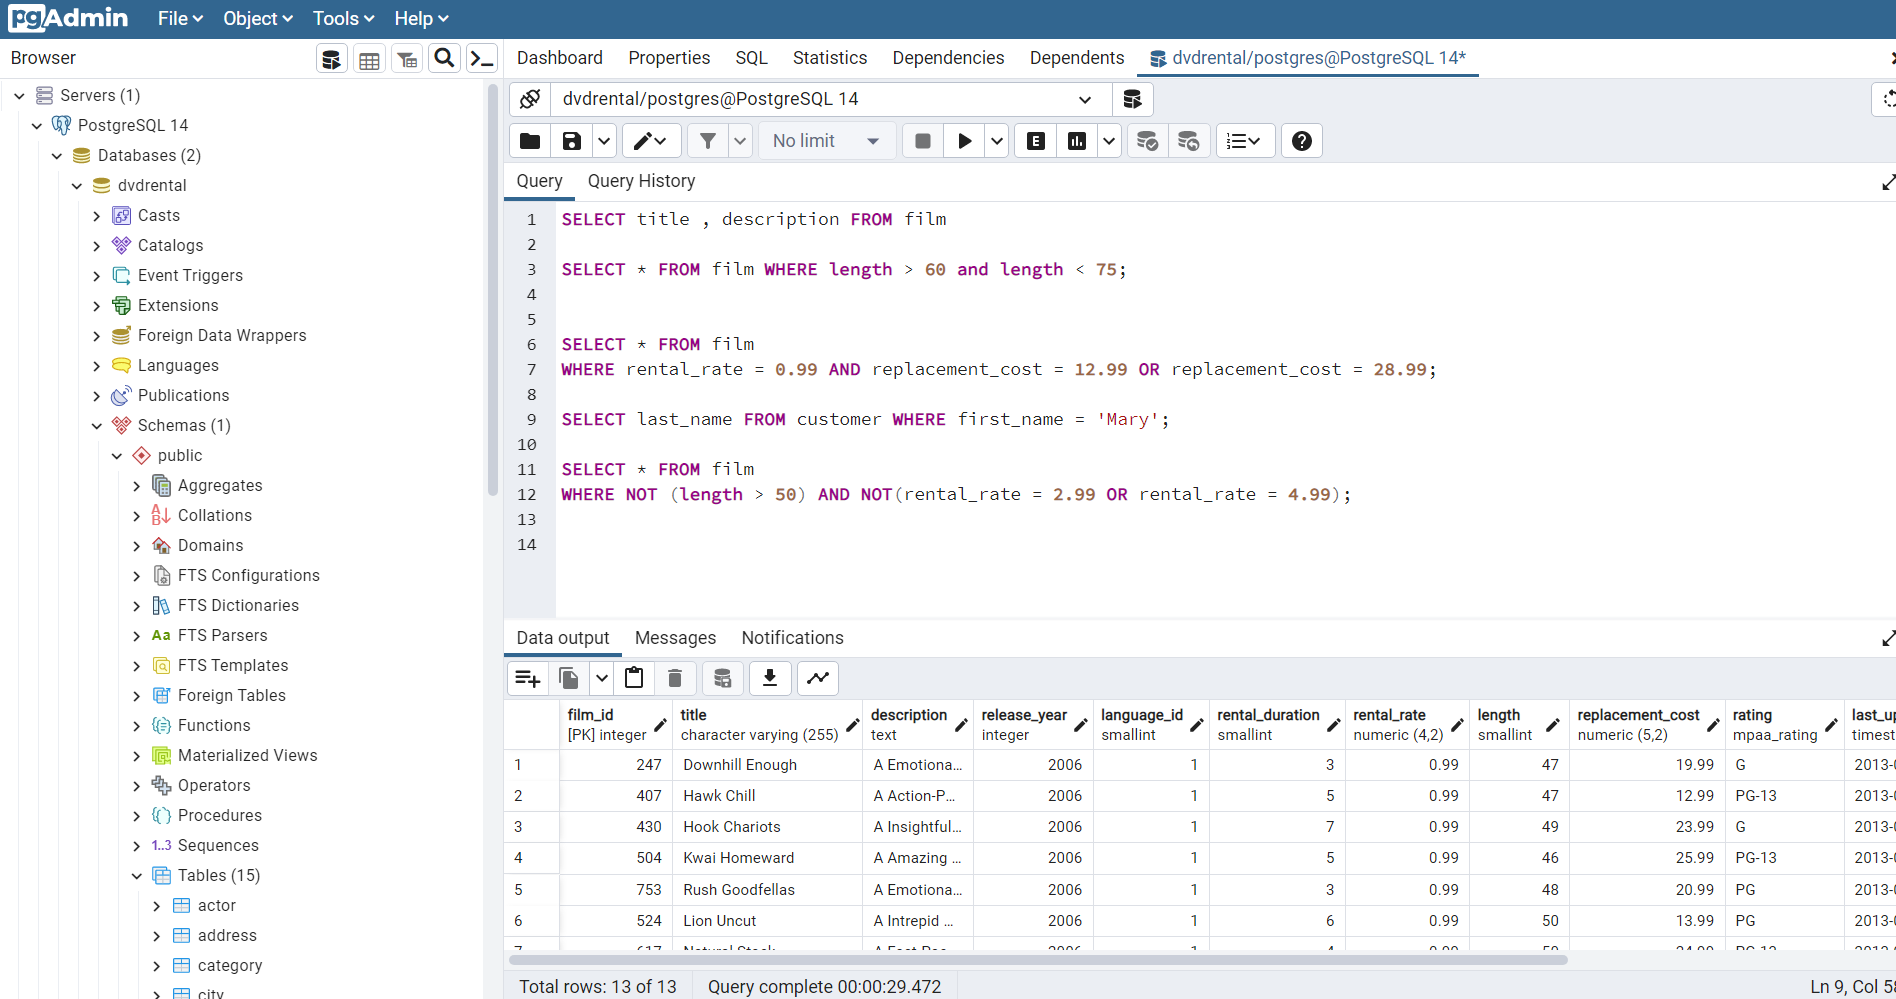 pgAdmin File Object Tools Help
Browser
Dashboard Properties SQL Statistics Dependencies Dependents dvdrental/postgres@PostgreSQL 14*
Servers (1)
PostgreSQL 14
Databases (2)
dvdrental
Casts
Catalogs
Event Triggers
Extensions
Foreign Data Wrappers
Languages
Publications
Schemas (1)
public
Aggregates
Collations
Domains
FTS Configurations
FTS Dictionaries
Aa FTS Parsers
FTS Templates
Foreign Tables
Functions
Materialized Views
Operators
Procedures
1..3 Sequences
Tables (15)
actor
address
category
city
dvdrental/postgres@PostgreSQL 14
No limit E
Query Query History
1 SELECT title , description FROM film
2
3 SELECT * FROM film WHERE length > 60 and length < 75;
4
5
6 SELECT * FROM film
7 WHERE rental_rate = 0.99 AND replacement_cost = 12.99 OR replacement_cost = 28.99;
8
9 SELECT last_name FROM customer WHERE first_name = 'Mary';
10
11 SELECT * FROM film
12 WHERE NOT (length > 50) AND NOT(rental_rate = 2.99 OR rental_rate = 4.99);
13
14
Data output Messages Notifications
film_id title description release_year language_id rental_duration rental_rate length replacement_cost rating last_up
[PK] integer character varying (255) text integer smallint smallint numeric (4,2) smallint numeric (5,2) mpaa_rating timest
1 247 Downhill Enough A Emotiona... 2006 1 3 0.99 47 19.99 G 2013-0
2 407 Hawk Chill A Action-P... 2006 1 5 0.99 47 12.99 PG-13 2013-0
3 430 Hook Chariots A Insightful... 2006 1 7 0.99 49 23.99 G 2013-0
4 504 Kwai Homeward A Amazing ... 2006 1 5 0.99 46 25.99 PG-13 2013-0
5 753 Rush Goodfellas A Emotiona... 2006 1 3 0.99 48 20.99 PG 2013-0
6 524 Lion Uncut A Intrepid ... 2006 1 6 0.99 50 13.99 PG 2013-0
Total rows: 13 of 13 Query complete 00:00:29.472 Ln 9, Col 58